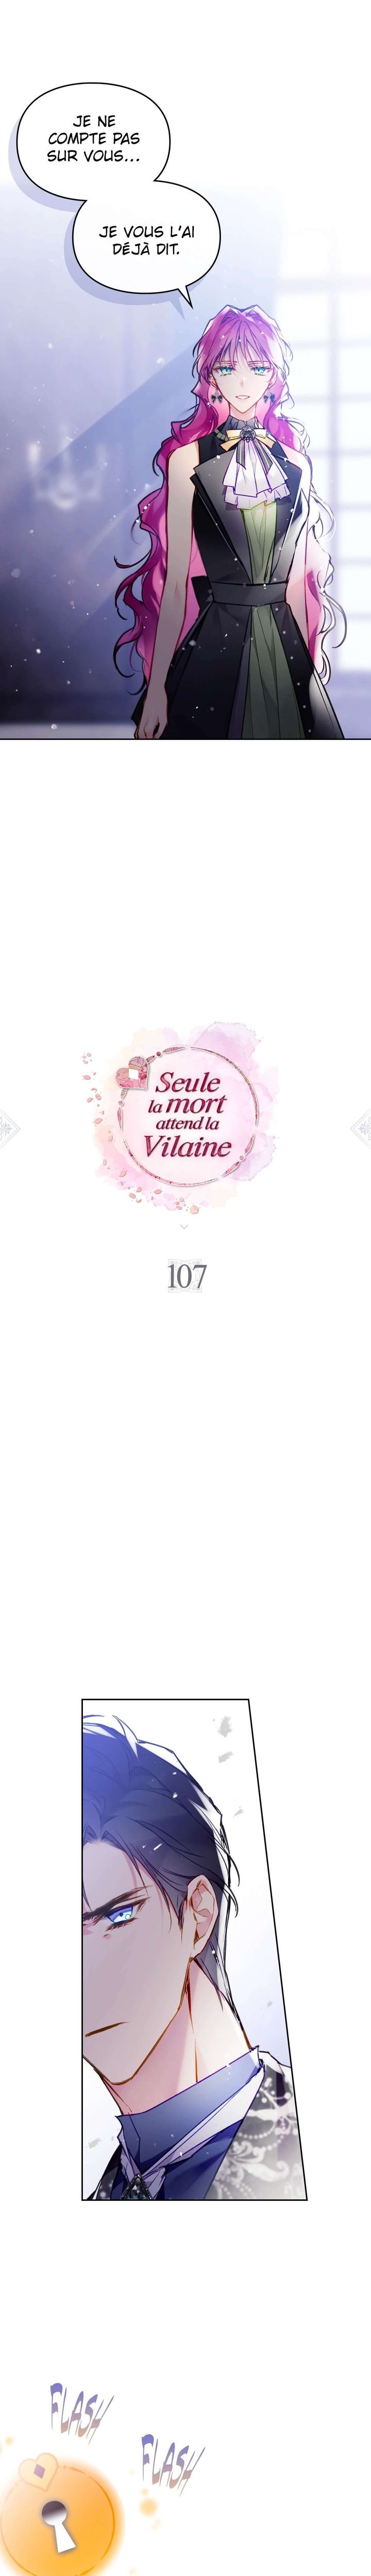 JE NE
COMPTE PAS
SUR VOUS...
JE VOUS L'AI
DÉJÀ DIT.
Seule
la mort
attend la
Vilaine
107
FLASH
FLASH